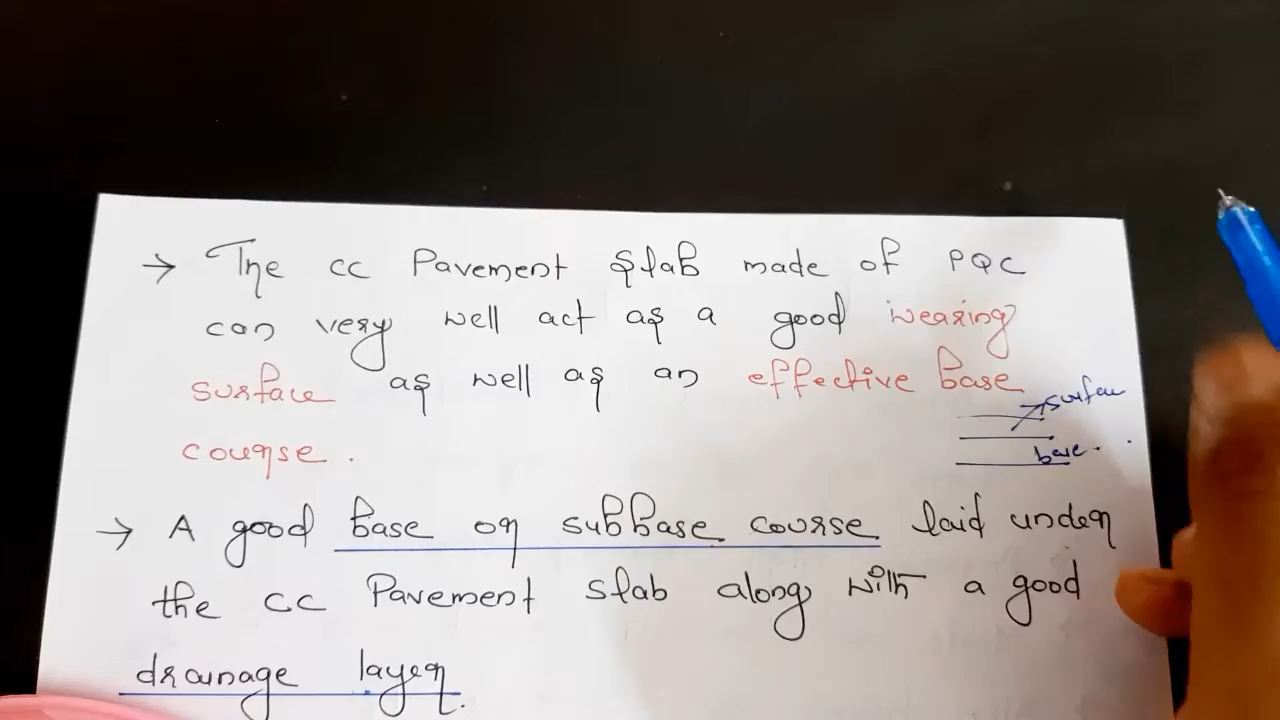 → The CC Pavement Slab made of PQC
can very well act as a good wearing
surface as well as an effective base
course.
surface
base.
→ A good base or subbase course laid under
the CC Pavement slab along with a good
drainage layer.